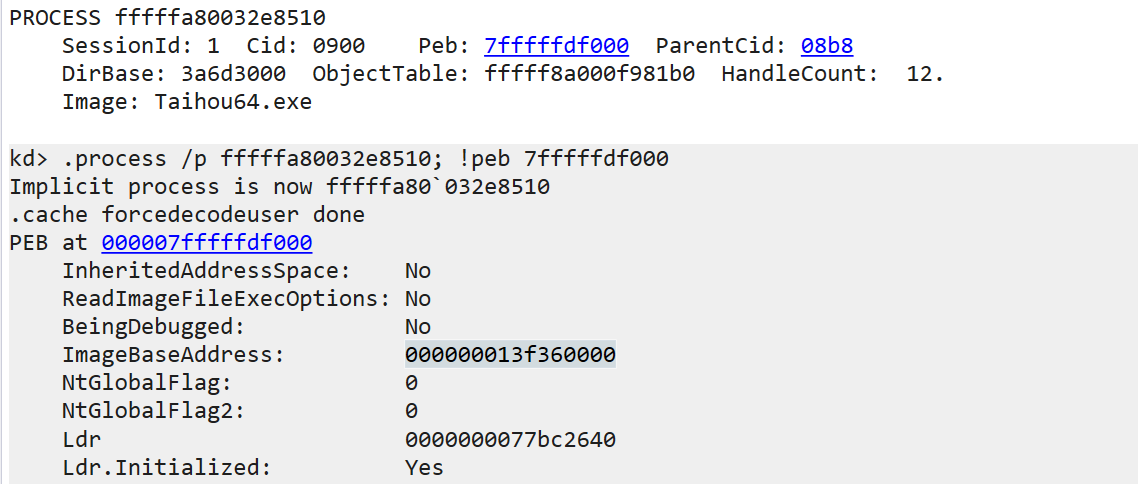 PROCESS fffffa80032e8510
SessionId: 1 Cid: 0900 Peb: 7fffffdf000 ParentCid: 08b8
DirBase: 3a6d3000 ObjectTable: fffff8a000f981b0 HandleCount: 12.
Image: Taihou64.exe
kd> .process /p fffffa80032e8510; !peb 7fffffdf000
Implicit process is now fffffa80`032e8510
.cache forcedecodeuser done
PEB at 000007fffffdf000
InheritedAddressSpace: No
ReadImageFileExecOptions: No
BeingDebugged: No
ImageBaseAddress: 000000013f360000
NtGlobalFlag: 0
NtGlobalFlag2: 0
Ldr 0000000077bc2640
Ldr.Initialized: Yes